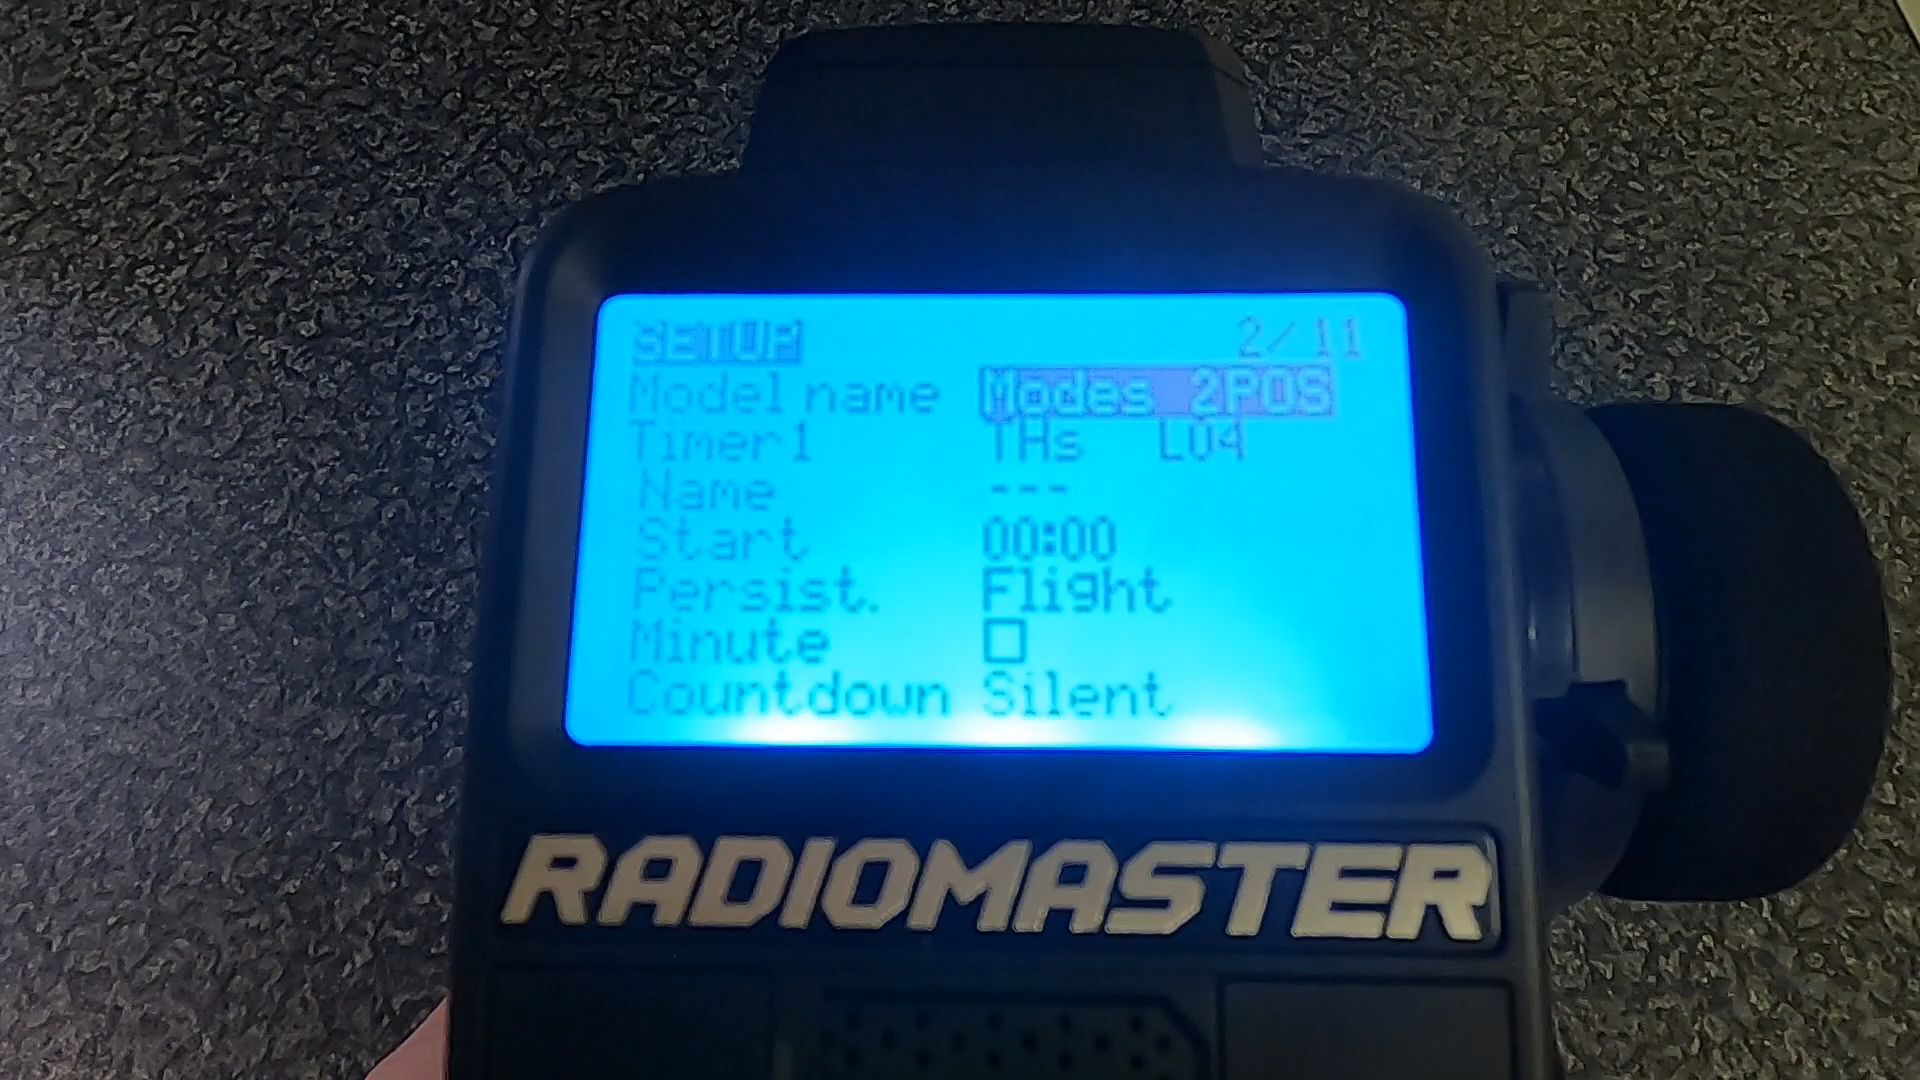 SETUP 2/11
Model name Modes 2POS
Timer1 THs L04
Name ---
Start 00:00
Persist. Flight
Minute
Countdown Silent
RADIOMASTER